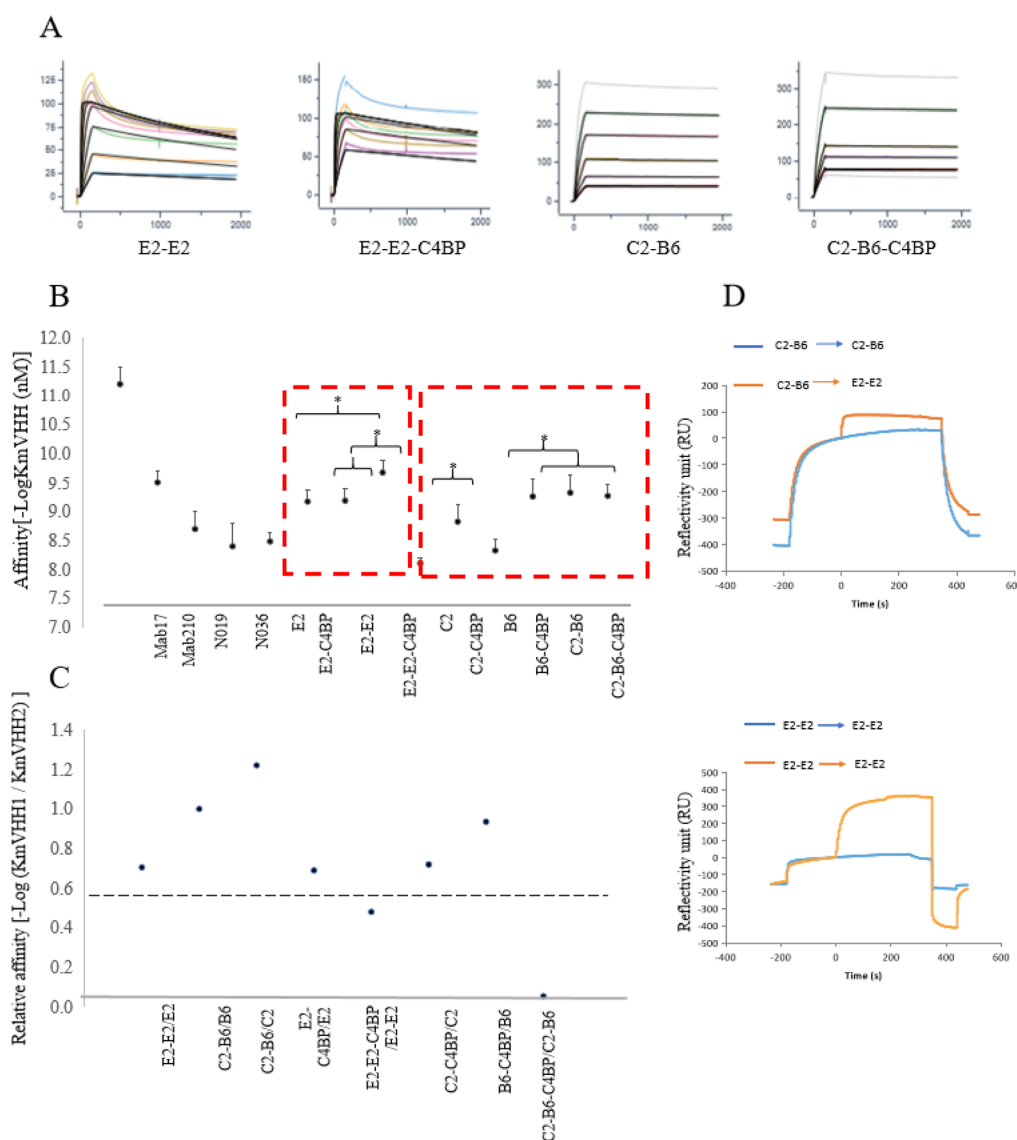 A
125
100
75
50
25
0
0
1000
2000
E2-E2
150
100
50
0
0
1000
2000
E2-E2-C4BP
300
200
100
0
0
1000
2000
C2-B6
300
200
100
0
0
1000
2000
C2-B6-C4BP
B
Affinity[-LogKmVHH (nM)]
12.0
11.5
11.0
10.5
10.0
9.5
9.0
8.5
8.0
7.5
7.0
*
*
*
*
Mab17
Mab210
N019
N036
E2
E2-C4BP
E2-E2
E2-E2-C4BP
C2
C2-C4BP
B6
B6-C4BP
C2-B6
C2-B6-C4BP
C
Relative affinity [-Log (KmVHH1 / KmVHH2) ]
1.4
1.2
1.0
0.8
0.6
0.4
0.2
0.0
E2-E2/E2
C2-B6/B6
C2-B6/C2
E2-
C4BP/E2
E2-E2-C4BP
/E2-E2
C2-C4BP/C2
B6-C4BP/B6
C2-B6-C4BP/C2-B6
D
C2-B6 C2-B6
C2-B6 E2-E2
Reflectivity unit (RU)
200
100
0
-100
-200
-300
-400
-500
-400
-200
0
200
400
600
Time (s)
E2-E2 E2-E2
E2-E2 E2-E2
Reflectivity unit (RU)
500
400
300
200
100
0
-100
-200
-300
-400
-500
-400
-200
0
200
400
600
Time (s)